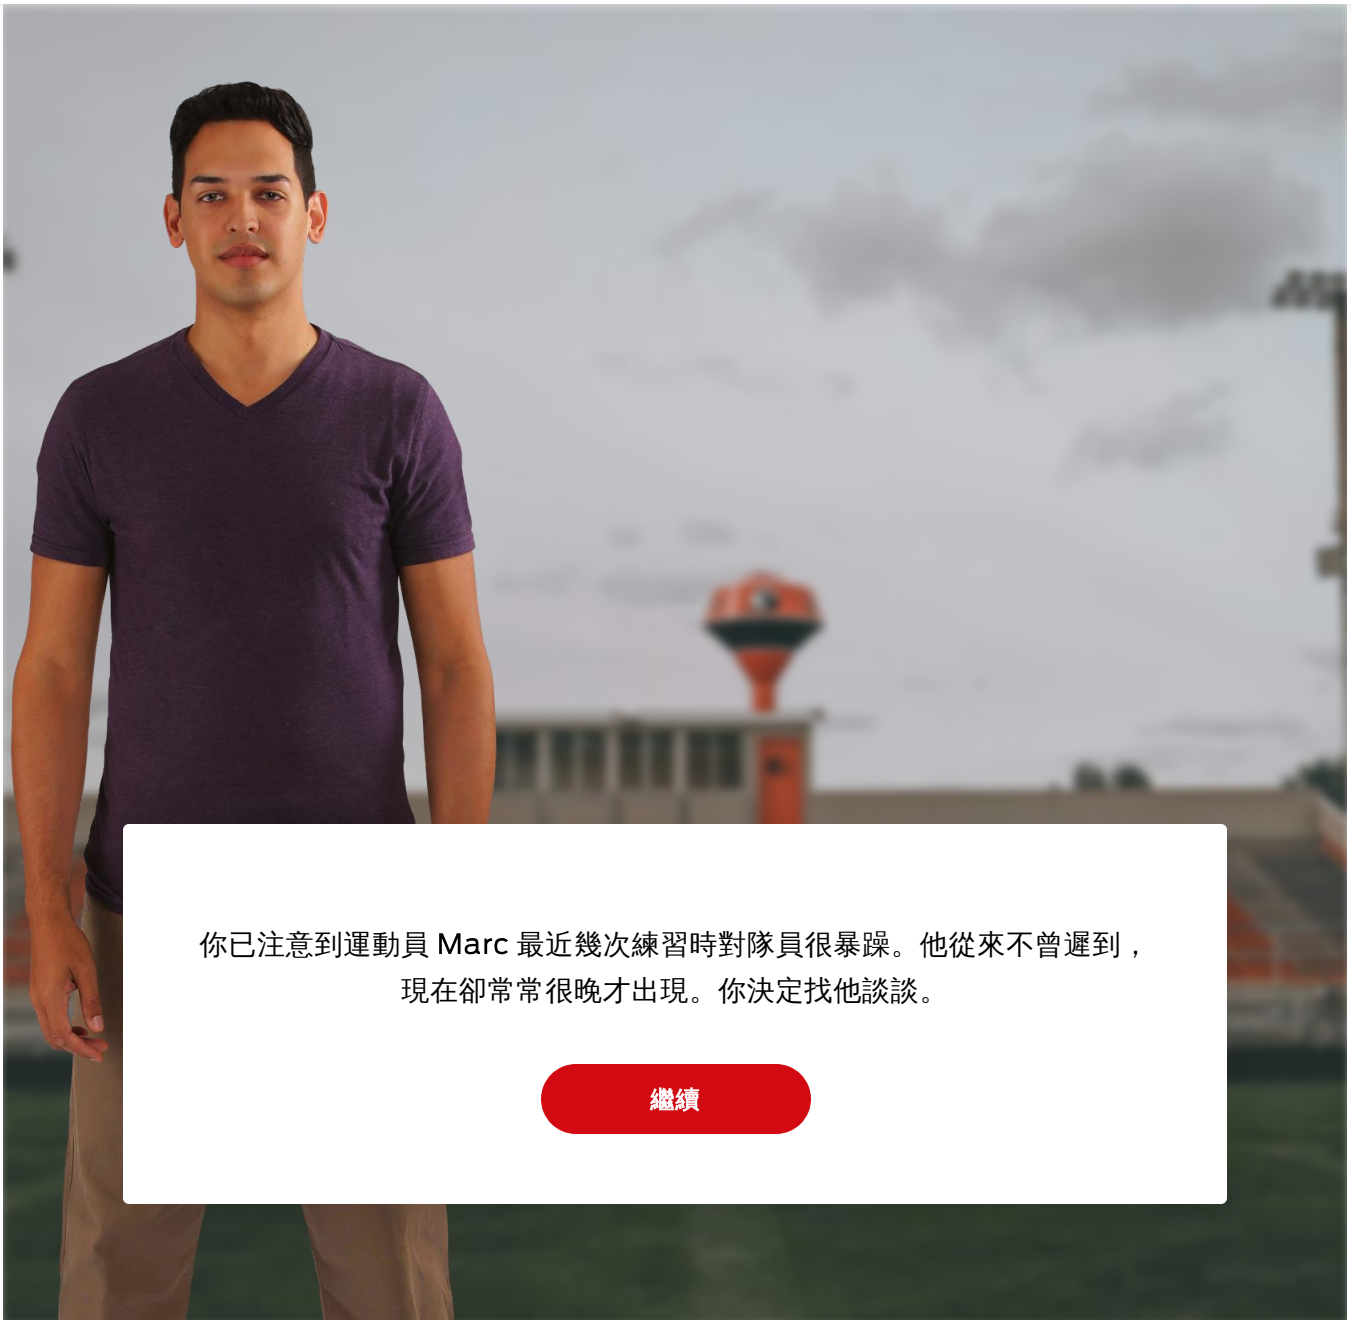 你已注意到運動員 Marc 最近幾次練習時對隊員很暴躁。他從來不曾遲到，
現在卻常常很晚才出現。你決定找他談談。
繼續